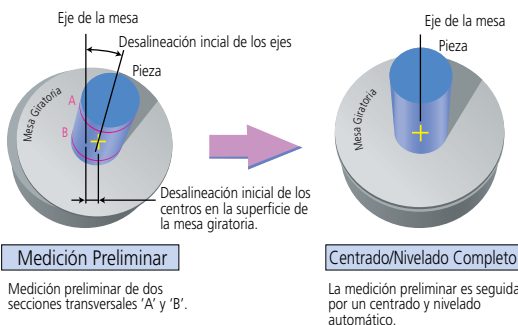 Eje de la mesa
Desalineación incial de los ejes
Pieza
Mesa Giratoria
A
B
Desalineación inicial de los
centros en la superficie de
la mesa giratoria.
Medición Preliminar
Medición preliminar de dos
secciones transversales 'A' y 'B'.
Eje de la mesa
Pieza
Mesa Giratoria
Centrado/Nivelado Completo
La medición preliminar es seguida
por un centrado y nivelado
automático.